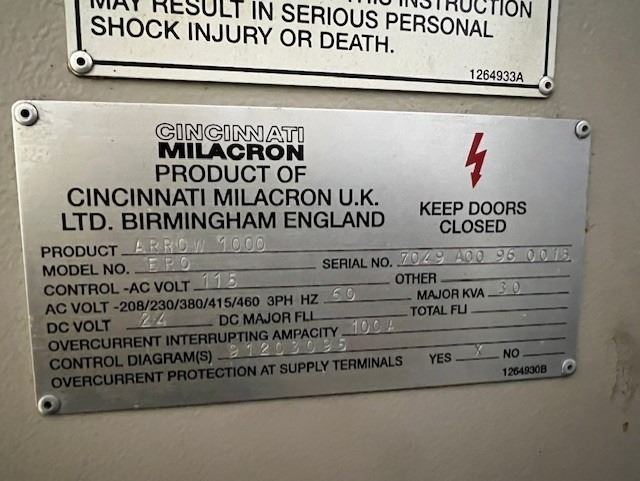 INSTRUCTION
MAY RESULT IN SERIOUS PERSONAL
SHOCK INJURY OR DEATH.
1264933A
CINCINNATI
MILACRON
PRODUCT OF
CINCINNATI MILACRON U.K.
LTD. BIRMINGHAM ENGLAND
KEEP DOORS
CLOSED
PRODUCT ARROW 1000
MODEL NO. ERO SERIAL NO. 7049 A00 96 0015
CONTROL -AC VOLT 115 OTHER
AC VOLT -208/230/380/415/460 3PH HZ 60 MAJOR KVA 30
DC VOLT 24 DC MAJOR FLI TOTAL FLI
OVERCURRENT INTERRUPTING AMPACITY 100A
CONTROL DIAGRAM(S) 91203095
OVERCURRENT PROTECTION AT SUPPLY TERMINALS YES X NO
1264930B